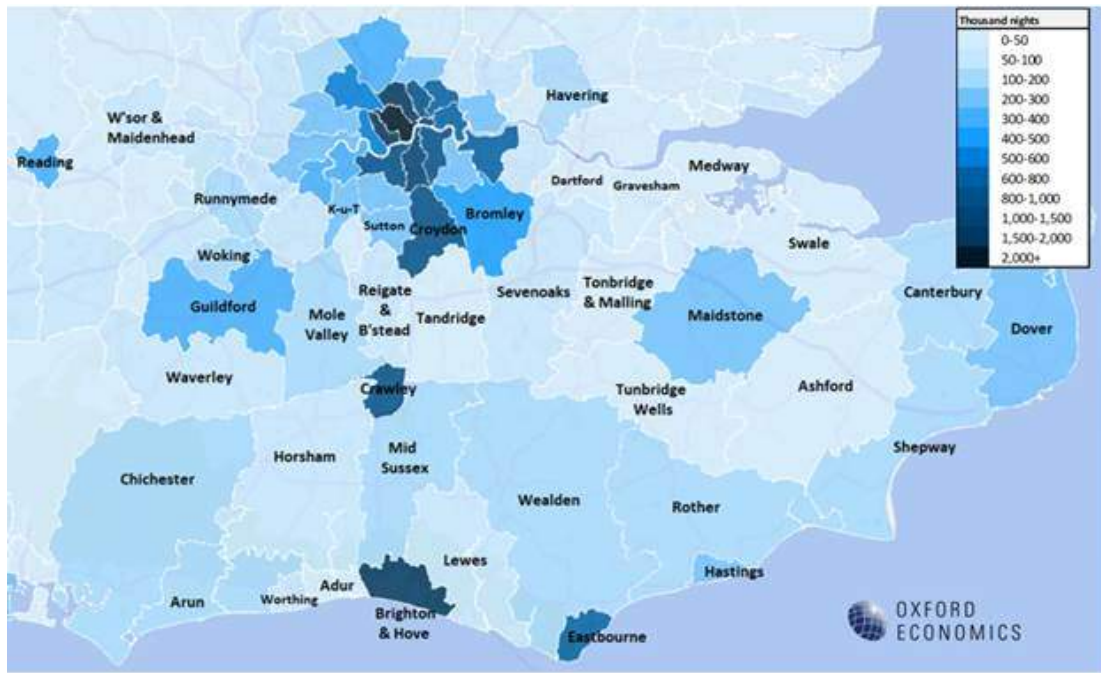 Thousand nights
0-50
50-100
100-200
200-300
300-400
400-500
500-600
600-800
800-1,000
1,000-1,500
1,500-2,000
2,000+
Havering
W'sor &
Maidenhead
Reading
Medway
Dartford
Gravesham
Runnymede
K-u-T
Sutton
Croydon
Bromley
Swale
Woking
Guildford
Mole
Valley
Reigate
&
B'stead
Tandridge
Sevenoaks
Tonbridge
& Malling
Maidstone
Canterbury
Dover
Waverley
Crawley
Tunbridge
Wells
Ashford
Shepway
Chichester
Horsham
Mid
Sussex
Wealden
Rother
Lewes
Hastings
Arun
Worthing
Adur
Brighton
& Hove
Eastbourne
OXFORD
ECONOMICS